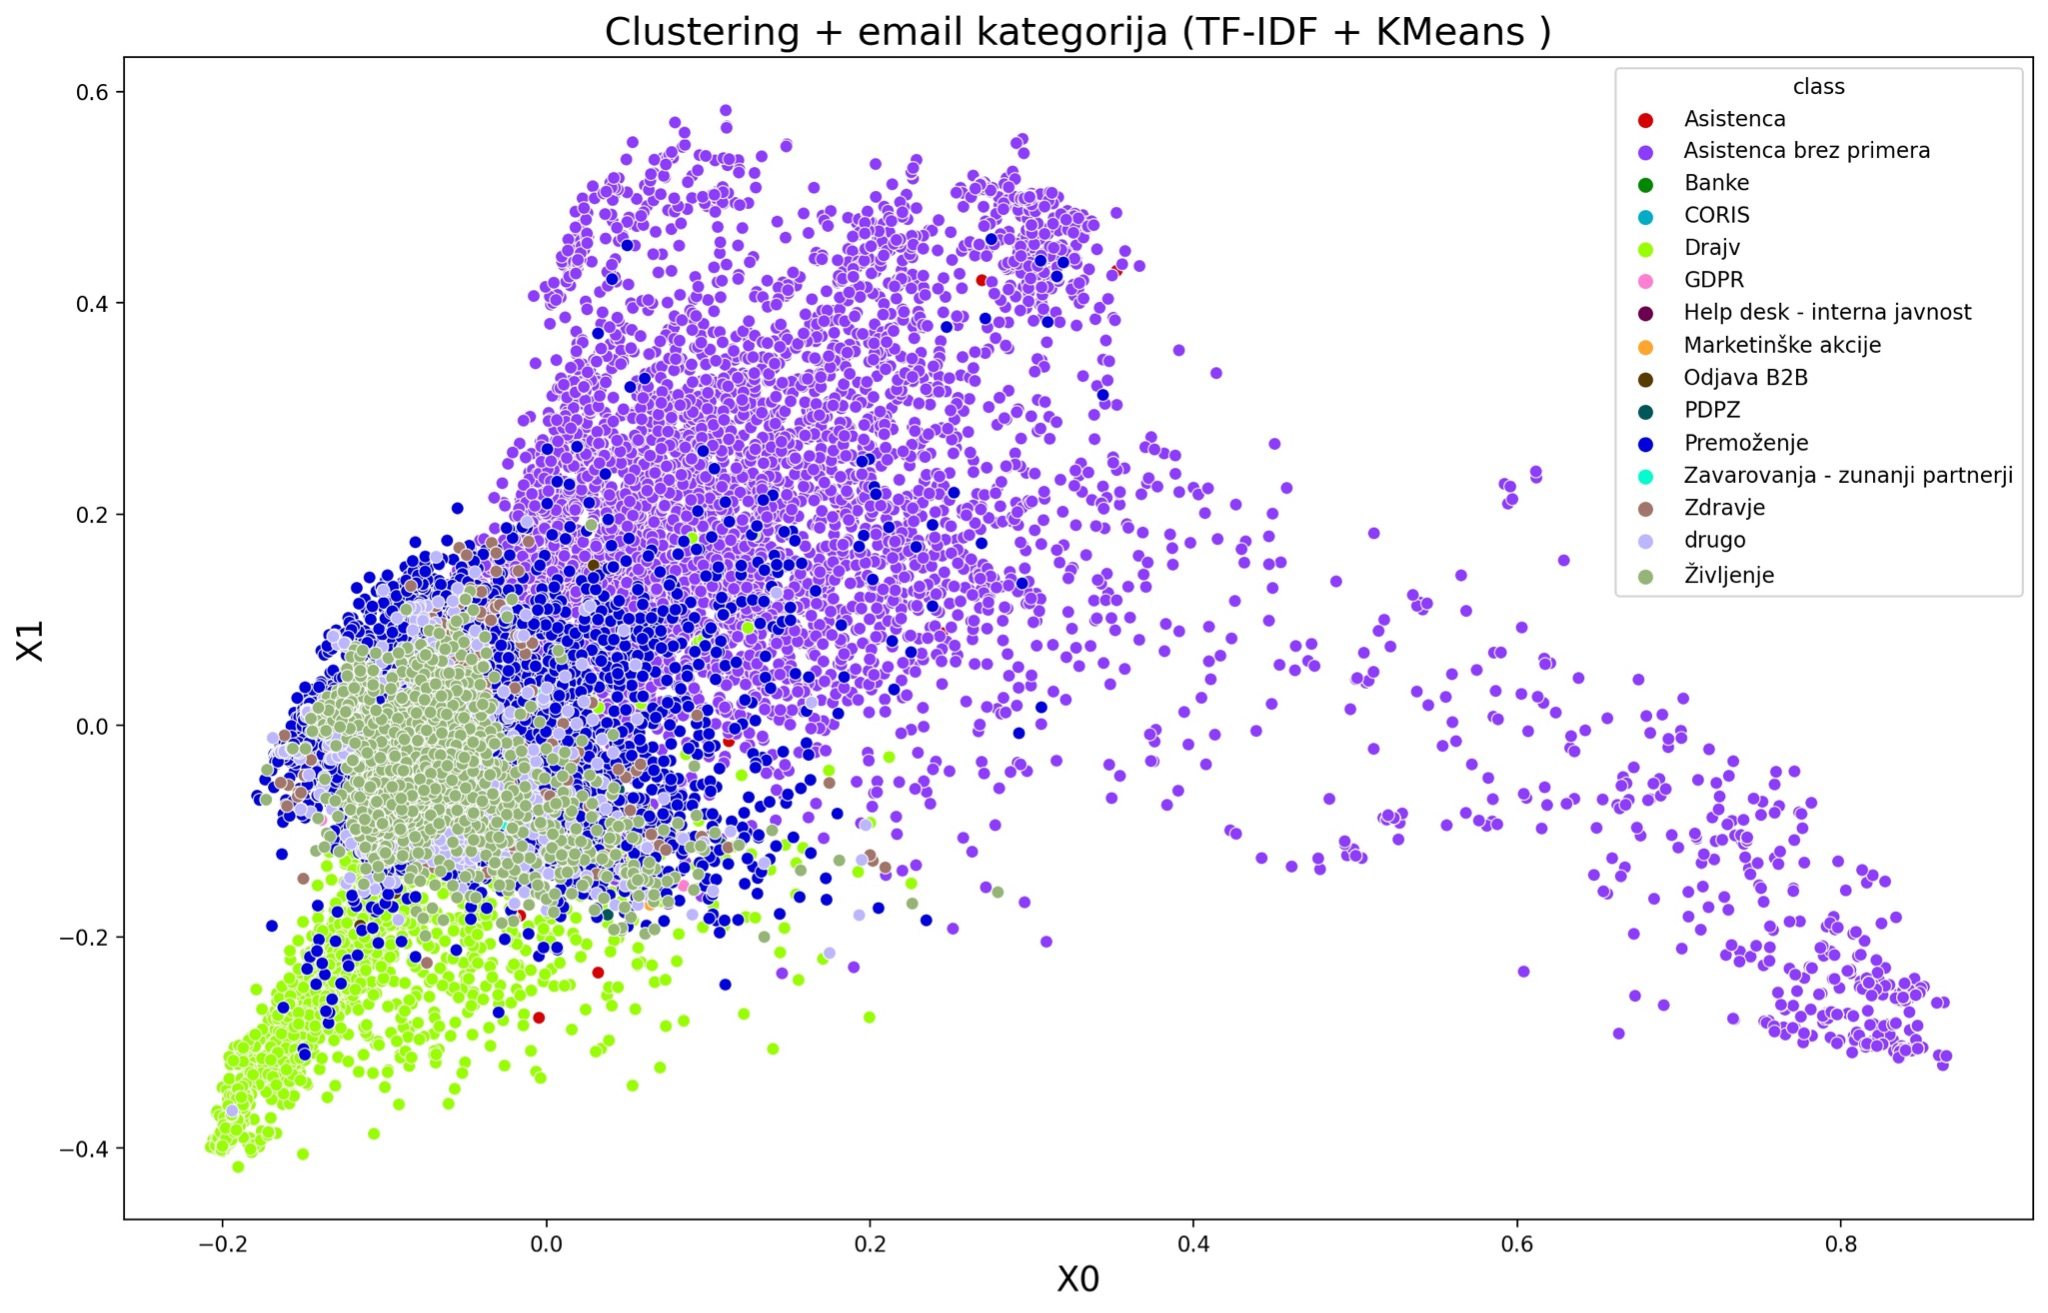 Clustering + email kategorija (TF-IDF + KMeans )
class
Asistenca
Asistenca brez primera
Banke
CORIS
Drajv
GDPR
Help desk - interna javnost
Marketinške akcije
Odjava B2B
PDPZ
Premoženje
Zavarovanja - zunanji partnerji
Zdravje
drugo
Življenje
0.6
0.4
0.2
0.0
−0.2
−0.4
X1
−0.2 0.0 0.2 0.4 0.6 0.8
X0